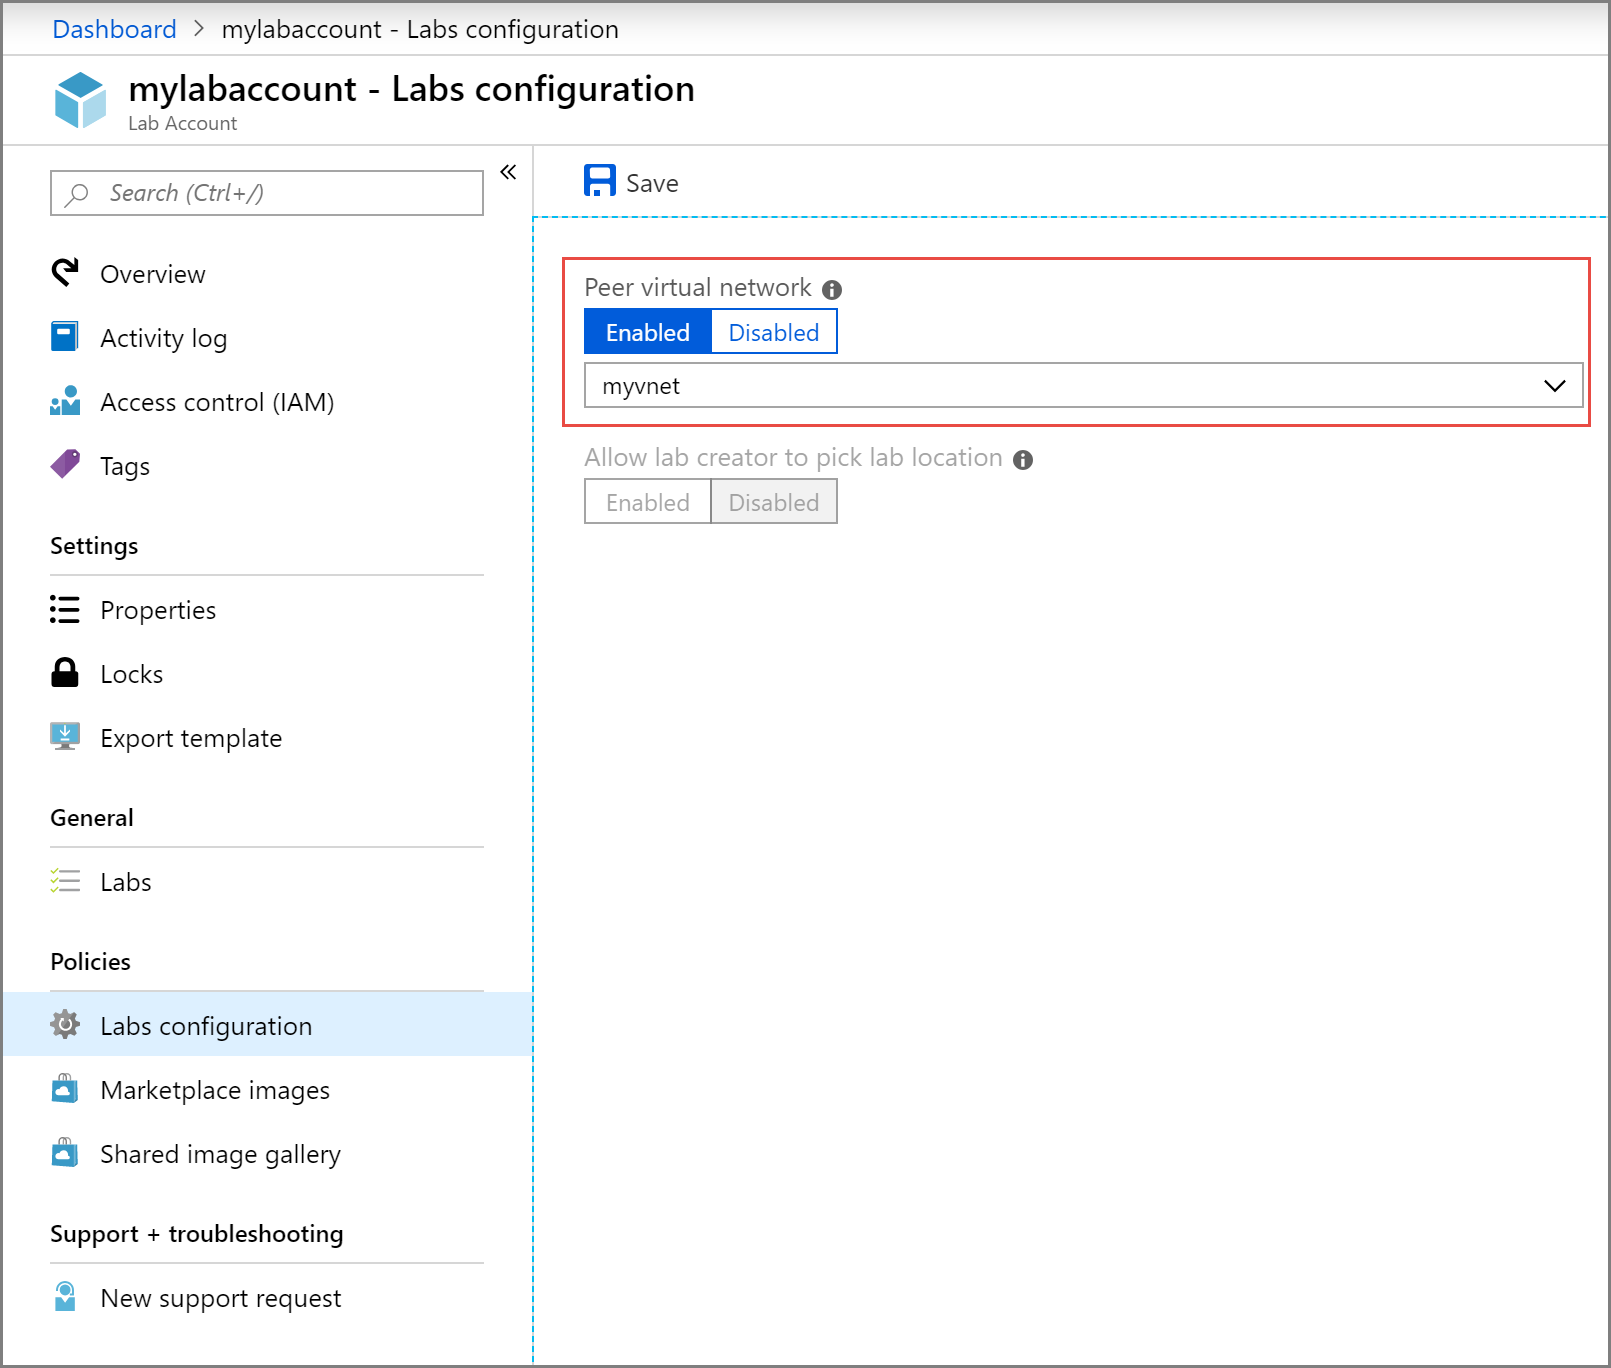 Dashboard > mylabaccount - Labs configuration
mylabaccount - Labs configuration
Lab Account
Search (Ctrl+/)
«
Overview
Activity log
Access control (IAM)
Tags
Settings
Properties
Locks
Export template
General
Labs
Policies
Labs configuration
Marketplace images
Shared image gallery
Support + troubleshooting
New support request
Save
Peer virtual network
Enabled Disabled
myvnet
Allow lab creator to pick lab location
Enabled Disabled